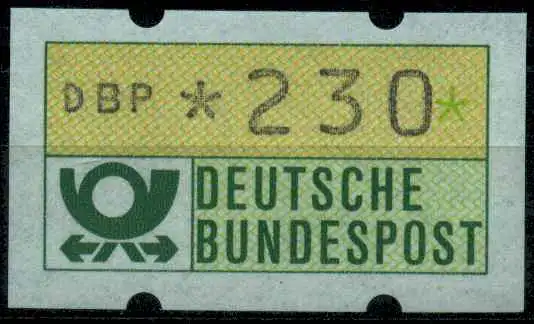 DBP *230*
DEUTSCHE
BUNDESPOST